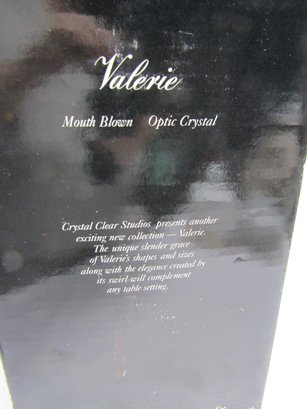 Valerie
Mouth Blown Optic Crystal
Crystal Clear Studios presents another
exciting new collection — Valerie.
The unique slender grace
of Valerie's shapes and sizes
along with the elegance created by
its swirl will complement
any table setting.